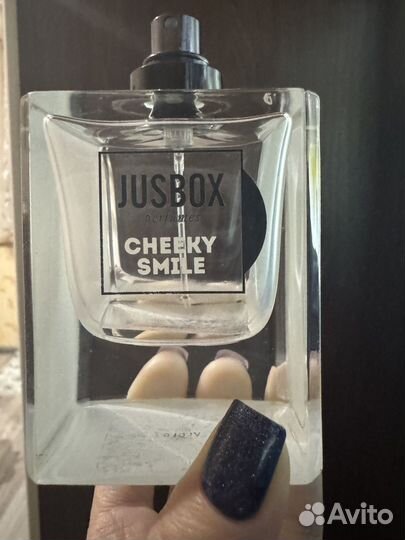 JUSBOX
perfumes
CHEEKY
SMILE
Avito